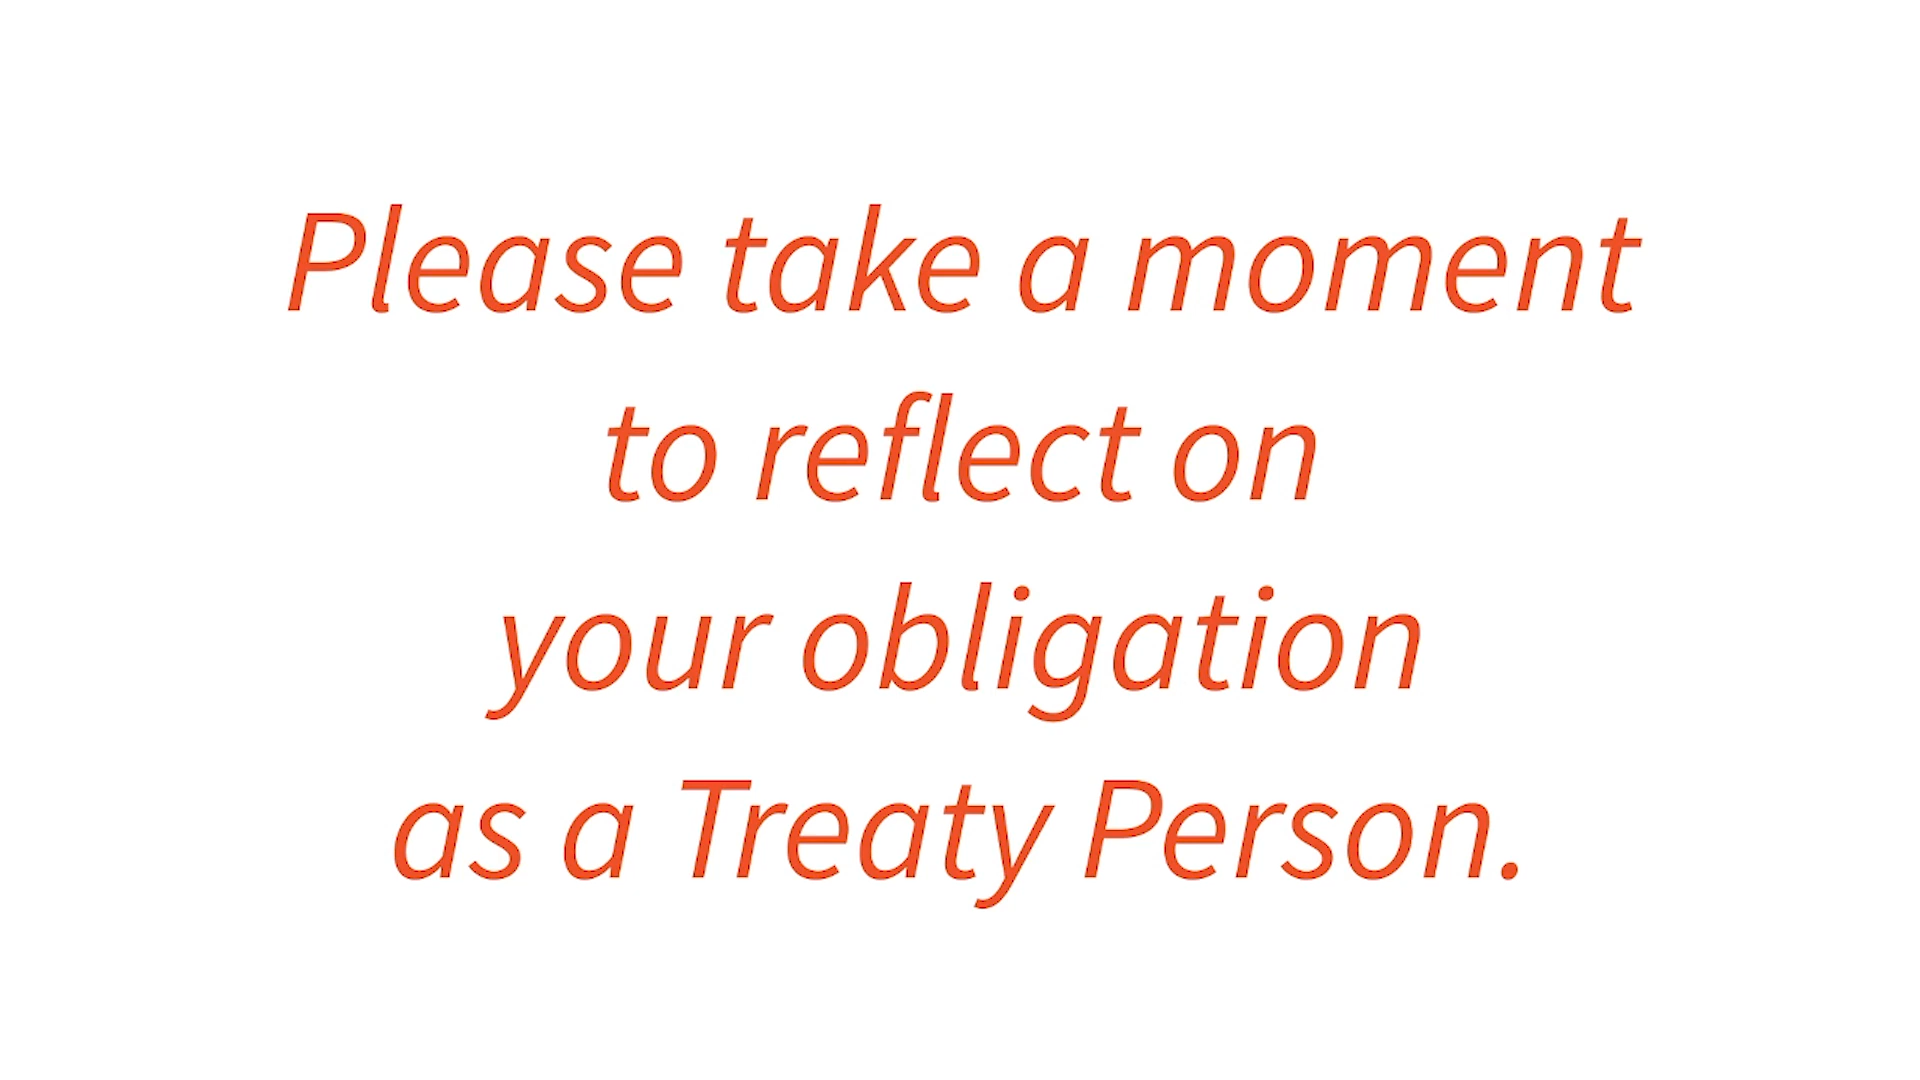 Please take a moment
to reflect on
your obligation
as a Treaty Person.